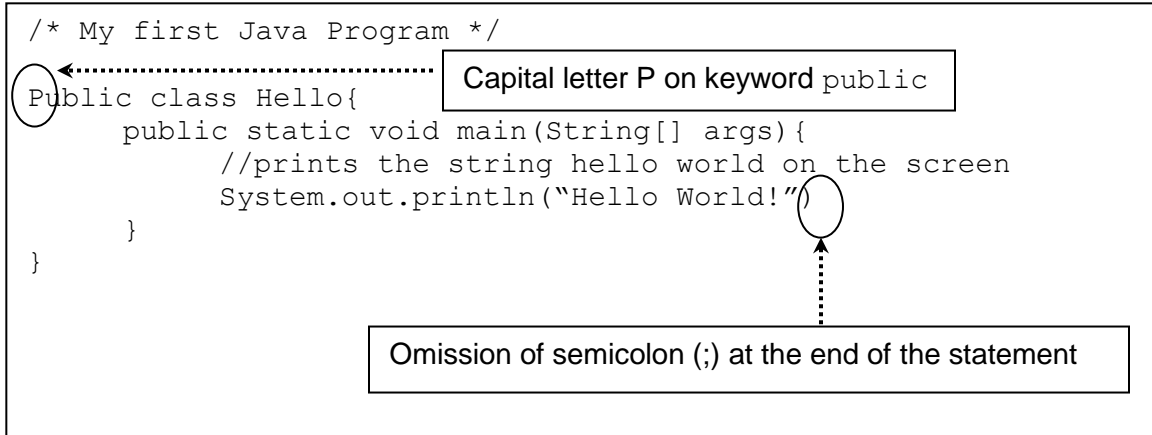 /* My first Java Program */
Capital letter P on keyword public
Public class Hello{
public static void main(String[] args){
//prints the string hello world on the screen
System.out.println(“Hello World!”)
}
}
Omission of semicolon (;) at the end of the statement